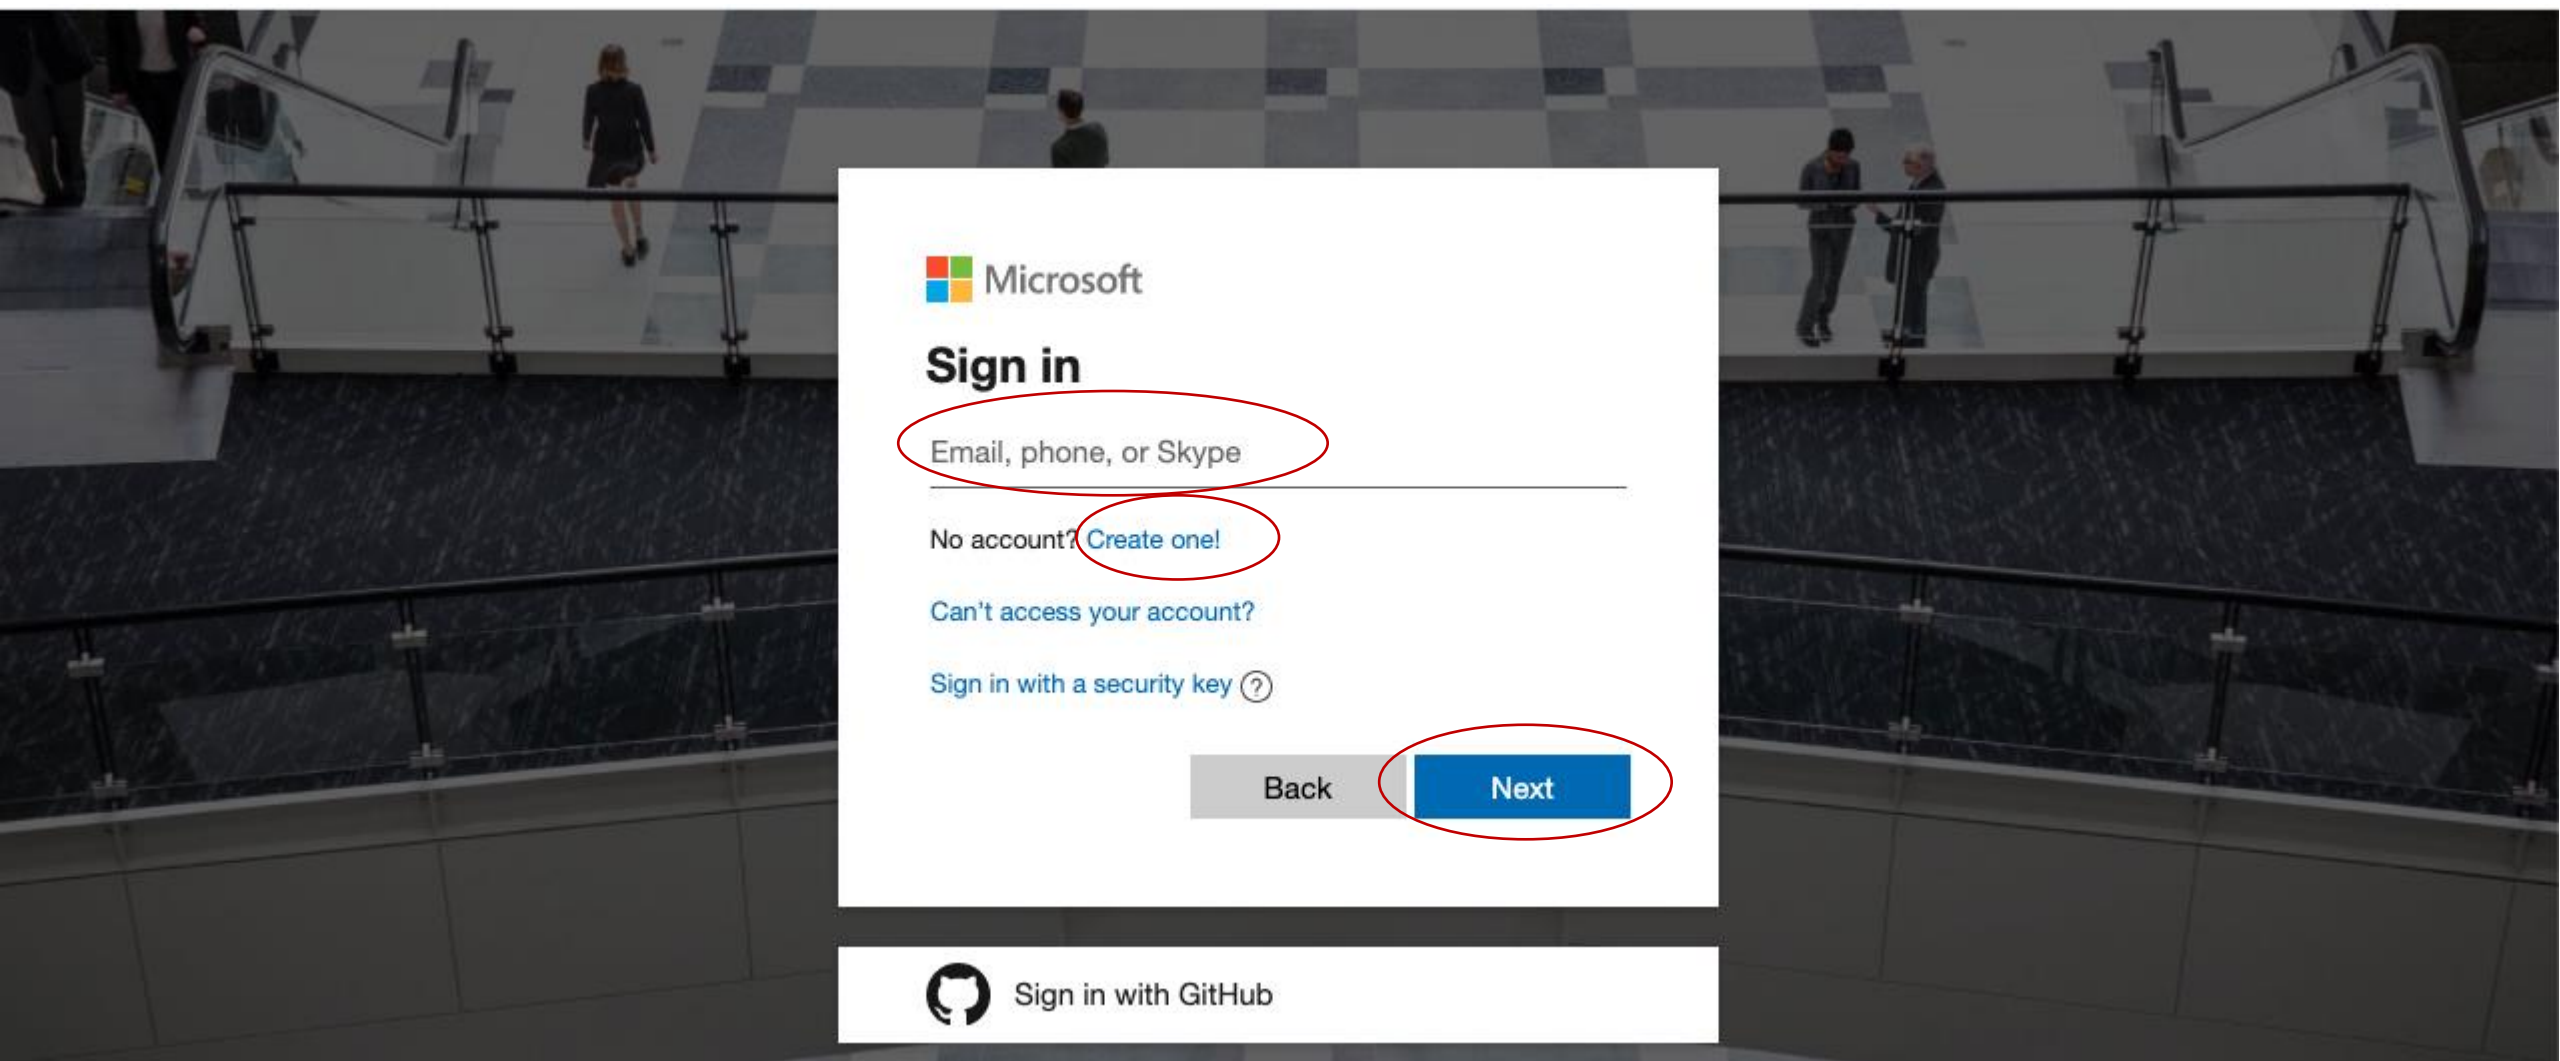 Microsoft
Sign in
Email, phone, or Skype
No account? Create one!
Can't access your account?
Sign in with a security key ?
Back Next
Sign in with GitHub